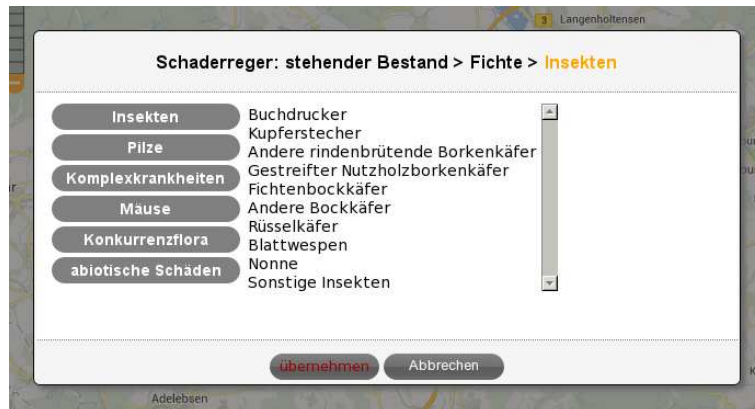 3 Langenholtensen
Schaderreger: stehender Bestand > Fichte > Insekten
Insekten
Pilze
Komplexkrankheiten
Mäuse
Konkurrenzflora
abiotische Schäden
Buchdrucker
Kupferstecher
Andere rindenbrütende Borkenkäfer
Gestreifter Nutzholzborkenkäfer
Fichtenbockkäfer
Andere Bockkäfer
Rüsselkäfer
Blattwespen
Nonne
Sonstige Insekten
übernehmen
Abbrechen
Adelebsen